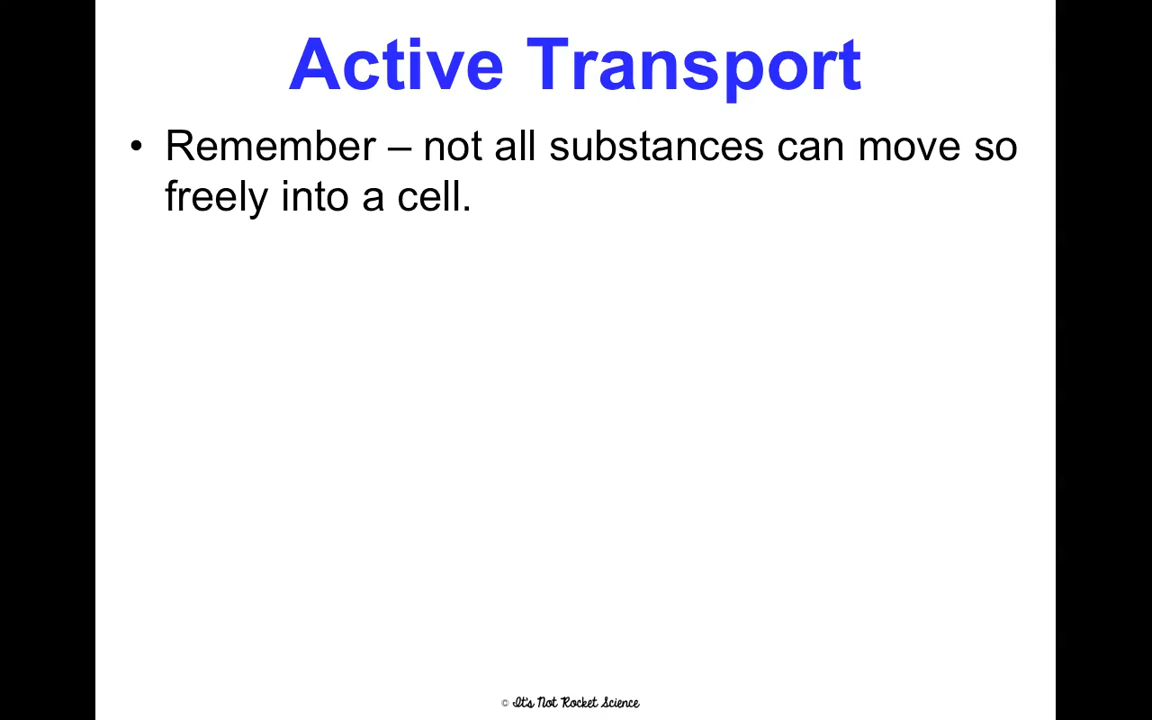 Active Transport
• Remember – not all substances can move so
freely into a cell.
© It's Not Rocket Science